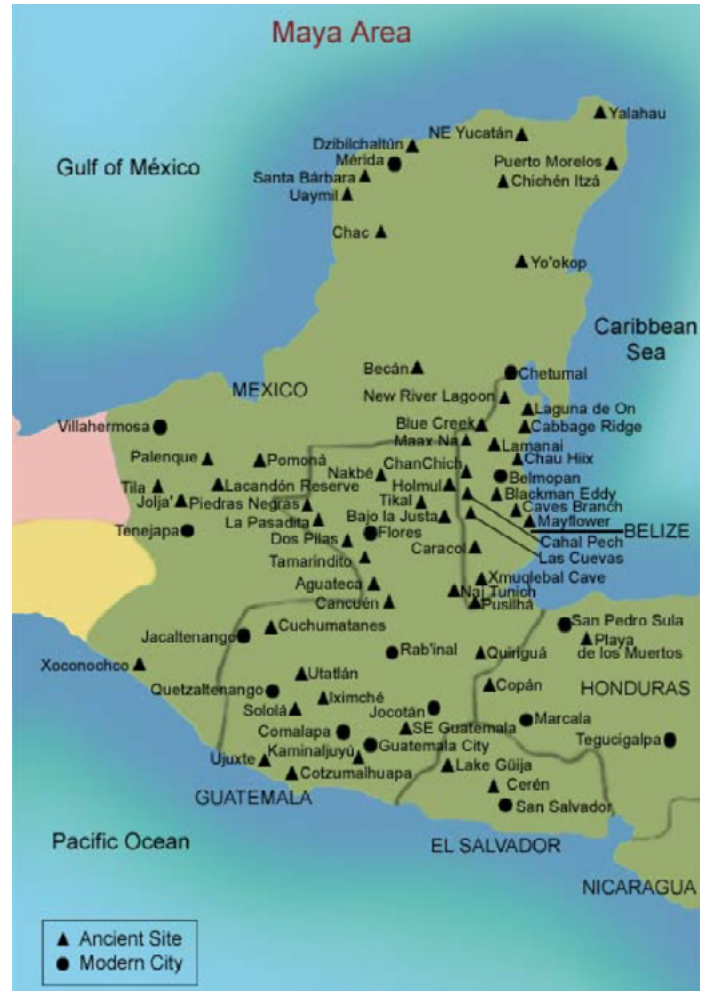 Maya Area
Yalahau
NE Yucatán
Dzibilchaltún
Mérida
Puerto Morelos
Gulf of México
Santa Bárbara
Chichén Itzá
Uaymil
Chac
Yo'okop
Caribbean
Sea
Becán
Chetumal
MEXICO
New River Lagoon
Laguna de On
Villahermosa
Blue Creek
Cabbage Ridge
Maax Na
Lamanai
Palenque
Pomoná
ChanChich
Chau Hiix
Nakbé
Belmopan
Tila
Lacandón Reserve
Holmul
Blackman Eddy
Jolja'
Piedras Negras
Tikal
Caves Branch
La Pasadita
Bajo la Justa
Mayflower
Tenejapa
Flores
BELIZE
Dos Pilas
Cahal Pech
Caracol
Las Cuevas
Tamarindito
Aguateca
Xmuqlebal Cave
Naj Tunich
Cancuén
Pusilhá
Cuchumatanes
San Pedro Sula
Jacaltenango
Playa
de los Muertos
Rab'inal
Quiriguá
Xoconochco
Utatlán
Quetzaltenango
Copán
HONDURAS
Iximché
Sololá
Jocotán
Marcala
SE Guatemala
Comalapa
Tegucigalpa
Kaminaljuyú
Guatemala City
Ujuxte
Lake Güija
Cotzumalhuapa
Cerén
GUATEMALA
San Salvador
Pacific Ocean
EL SALVADOR
NICARAGUA
Ancient Site
Modern City